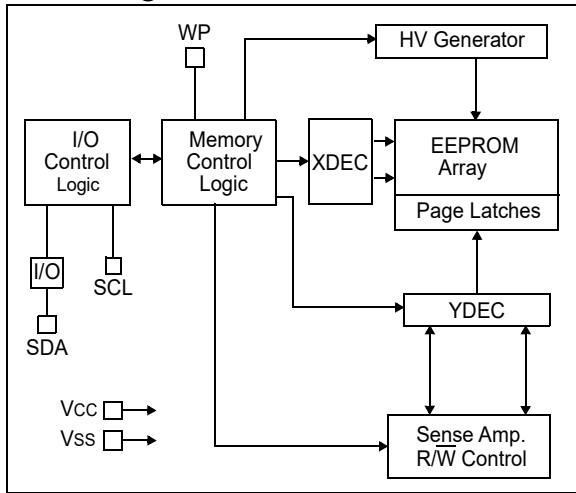 WP
HV Generator
I/O
Control
Logic
Memory
Control
Logic
XDEC
EEPROM
Array
Page Latches
I/O
SCL
SDA
YDEC
VCC
VSS
Sense Amp.
R/W̅ Control